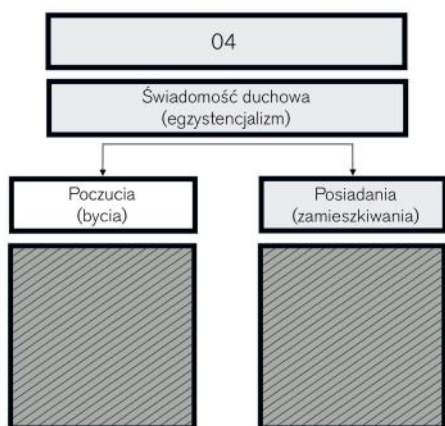 04
Świadomość duchowa
(egzystencjalizm)
Poczucia
(bycia)
Posiadania
(zamieszkiwania)